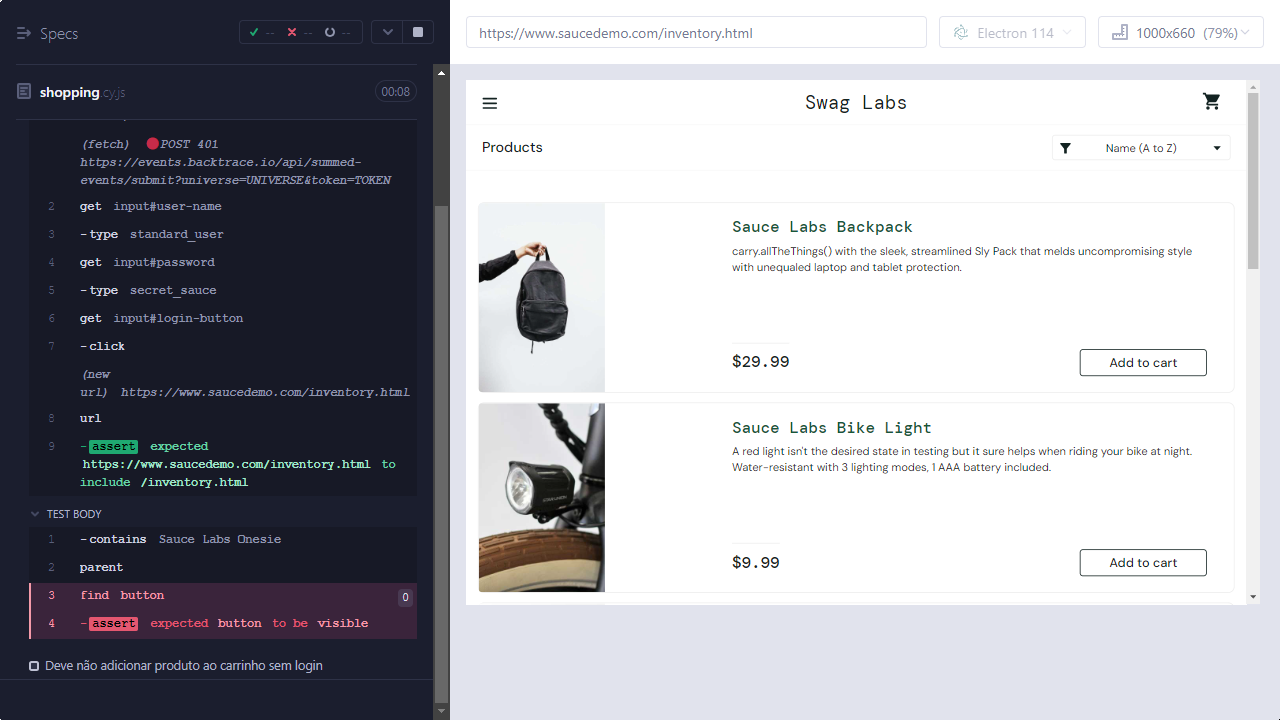 Specs
--
--
--
https://www.saucedemo.com/inventory.html
Electron 114
1000x660 (79%)
shopping.cy.js
00:08
(fetch) POST 401
https://events.backtrace.io/api/summed-
events/submit?universe=UNIVERSE&token=TOKEN
2 get input#user-name
3 -type standard_user
4 get input#password
5 -type secret_sauce
6 get input#login-button
7 -click
(new
url) https://www.saucedemo.com/inventory.html
8 url
9 -assert expected
https://www.saucedemo.com/inventory.html to
include /inventory.html
TEST BODY
1 -contains Sauce Labs Onesie
2 parent
3 find button 0
4 -assert expected button to be visible
Deve não adicionar produto ao carrinho sem login
Swag Labs
Products
Name (A to Z)
Sauce Labs Backpack
carry.allTheThings() with the sleek, streamlined Sly Pack that melds uncompromising style
with unequaled laptop and tablet protection.
$29.99
Add to cart
Sauce Labs Bike Light
A red light isn't the desired state in testing but it sure helps when riding your bike at night.
Water-resistant with 3 lighting modes, 1 AAA battery included.
$9.99
Add to cart